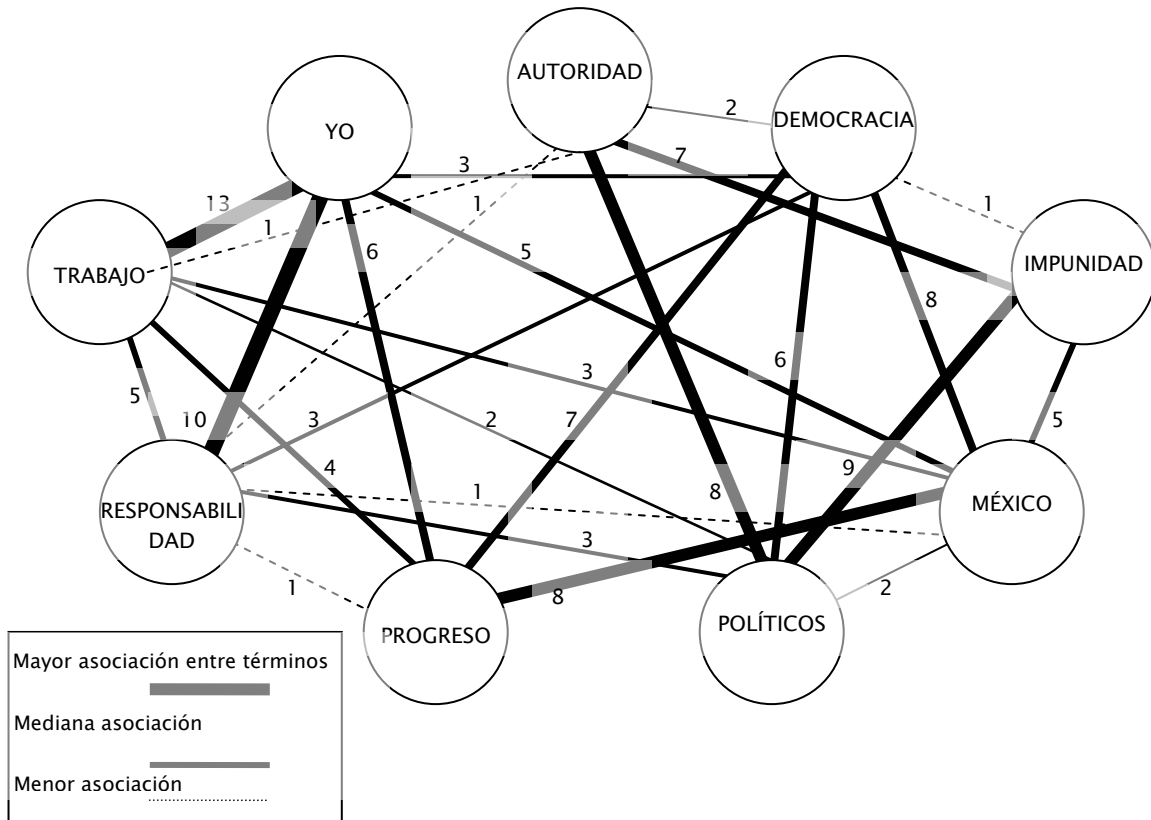 AUTORIDAD
2
DEMOCRACIA
YO
7
3
13
1
1
1
6
5
IMPUNIDAD
TRABAJO
8
6
3
5
10
3
7
2
5
4
9
8
1
MÉXICO
RESPONSABILI
DAD
3
1
8
2
PROGRESO
POLÍTICOS
Mayor asociación entre términos
Mediana asociación
Menor asociación